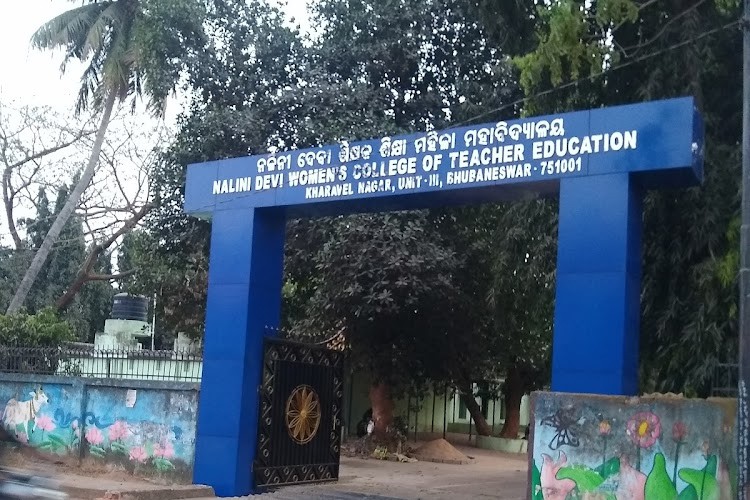 ନଳିନୀ ଦେବୀ ଶିକ୍ଷକ ଶିକ୍ଷା ମହିଳା ମହାବିଦ୍ୟାଳୟ
NALINI DEVI WOMEN'S COLLEGE OF TEACHER EDUCATION
KHARAVEL NAGAR, UNIT-III, BHUBANESWAR - 751001